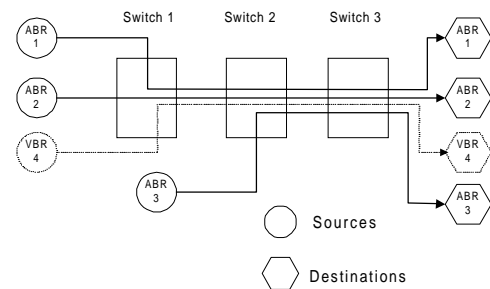 Switch 1 Switch 2 Switch 3
ABR
1
ABR
1
ABR
2
ABR
2
VBR
4
VBR
4
ABR
3
ABR
3
Sources
Destinations